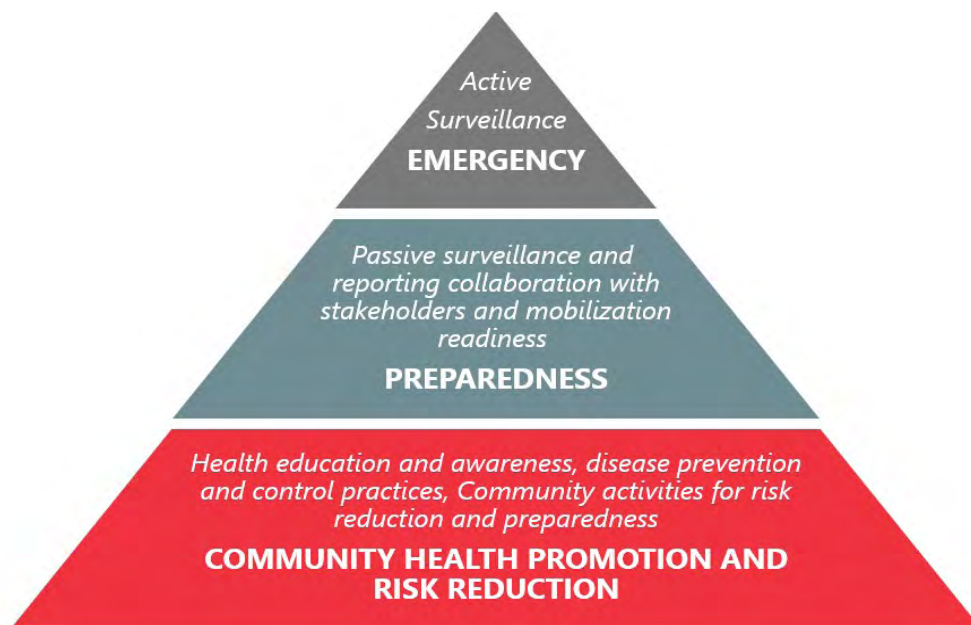 Active
Surveillance
EMERGENCY
Passive surveillance and
reporting collaboration with
stakeholders and mobilization
readiness
PREPAREDNESS
Health education and awareness, disease prevention
and control practices, Community activities for risk
reduction and preparedness
COMMUNITY HEALTH PROMOTION AND
RISK REDUCTION